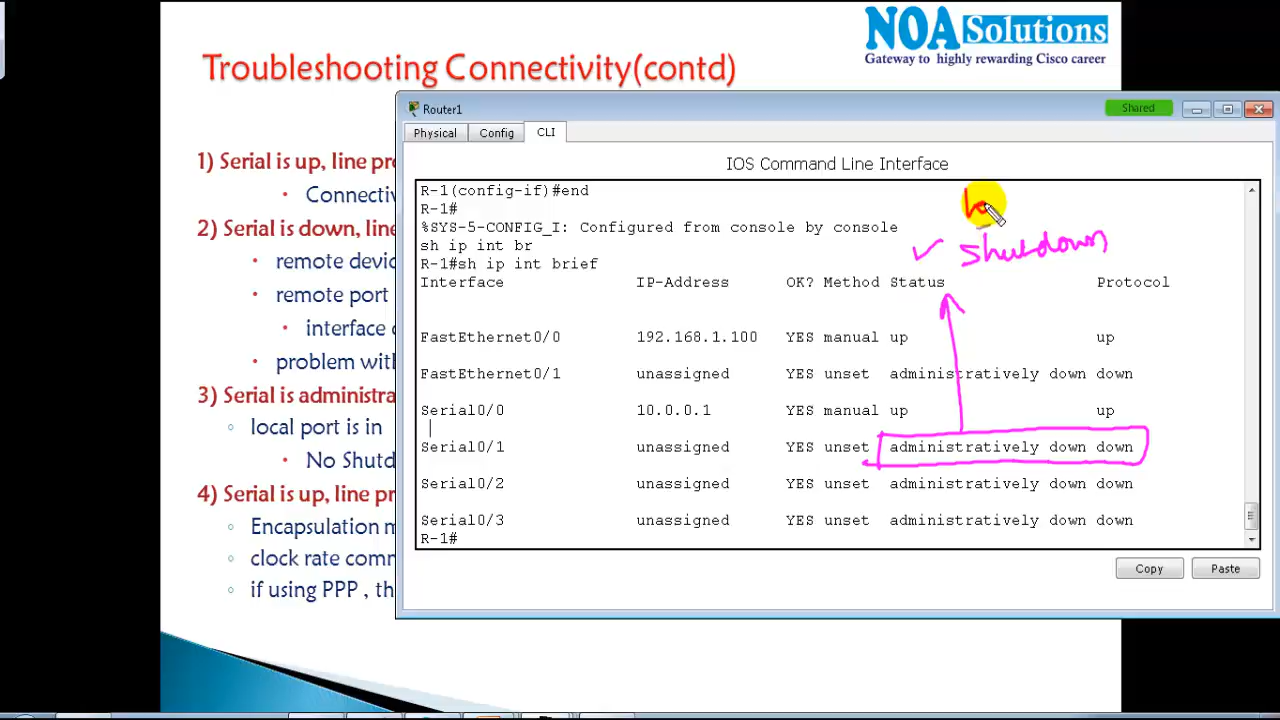 NOA Solutions
Gateway to highly rewarding Cisco career
Troubleshooting Connectivity(contd)
1) Serial is up, line pr
Connectiv
2) Serial is down, line
remote devic
remote port
interface
problem with
3) Serial is administra
local port is in
No Shutd
4) Serial is up, line pr
Encapsulation m
clock rate comm
if using PPP , th
Router1
Shared
Physical Config CLI
IOS Command Line Interface
R-1(config-if)#end
R-1#
%SYS-5-CONFIG_I: Configured from console by console
sh ip int br
R-1#sh ip int brief
Interface IP-Address OK? Method Status Protocol
FastEthernet0/0 192.168.1.100 YES manual up up
FastEthernet0/1 unassigned YES unset administratively down down
Serial0/0 10.0.0.1 YES manual up up
Serial0/1 unassigned YES unset administratively down down
Serial0/2 unassigned YES unset administratively down down
Serial0/3 unassigned YES unset administratively down down
R-1#
shutdown
Copy Paste